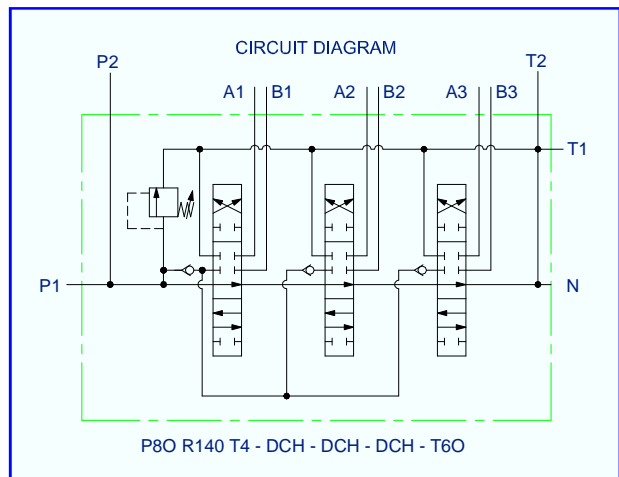 CIRCUIT DIAGRAM
P2
T2
A1 B1 A2 B2 A3 B3
T1
P1
N
P8O R140 T4 - DCH - DCH - DCH - T6O